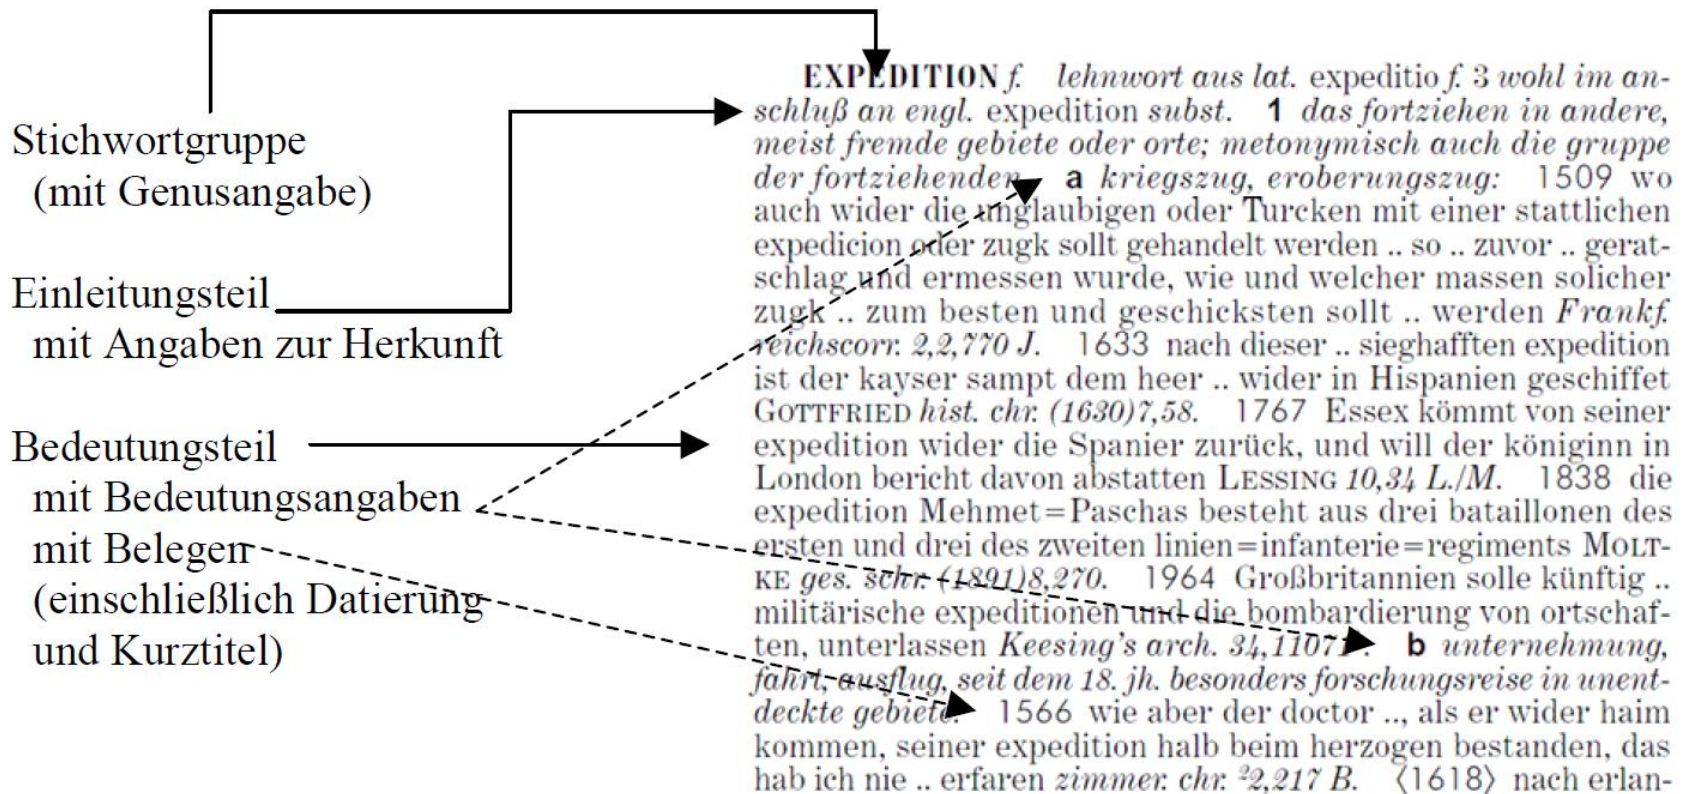 Stichwortgruppe
(mit Genusangabe)
Einleitungsteil
mit Angaben zur Herkunft
Bedeutungsteil
mit Bedeutungsangaben
mit Belegen
(einschließlich Datierung
und Kurztitel)
EXPEDITION f. lehnwort aus lat. expeditio f. 3 wohl im an-
schluß an engl. expedition subst. 1 das fortziehen in andere,
meist fremde gebiete oder orte; metonymisch auch die gruppe
der fortziehenden a kriegszug, eroberungszug: 1509 wo
auch wider die unglaubigen oder Turcken mit einer stattlichen
expedicion oder zugk sollt gehandelt werden .. so .. zuvor .. gerat-
schlag und ermessen wurde, wie und welcher massen solicher
zugk .. zum besten und geschicksten sollt .. werden Frankf.
reichscorr. 2,2,770 J. 1633 nach dieser .. sieghafften expedition
ist der kayser sampt dem heer .. wider in Hispanien geschiffet
GOTTFRIED hist. chr. (1630)7,58. 1767 Essex kömmt von seiner
expedition wider die Spanier zurück, und will der königinn in
London bericht davon abstatten LESSING 10,34 L./M. 1838 die
expedition Mehmet=Paschas besteht aus drei bataillonen des
ersten und drei des zweiten linien=infanterie=regiments MOLT-
KE ges. schr. (1891)8,270. 1964 Großbritannien solle künftig ..
militärische expeditionen und die bombardierung von ortschaf-
ten, unterlassen Keesing's arch. 34, b unternehmung,
fahrt, ausflug, seit dem 18. jh. besonders forschungsreise in unent-
deckte gebiete. 1566 wie aber der doctor .., als er wider haim
kommen, seiner expedition halb beim herzogen bestanden, das
hab ich nie .. erfaren zimmer. chr. ²2,217 B. ⟨1618⟩ nach erlan-